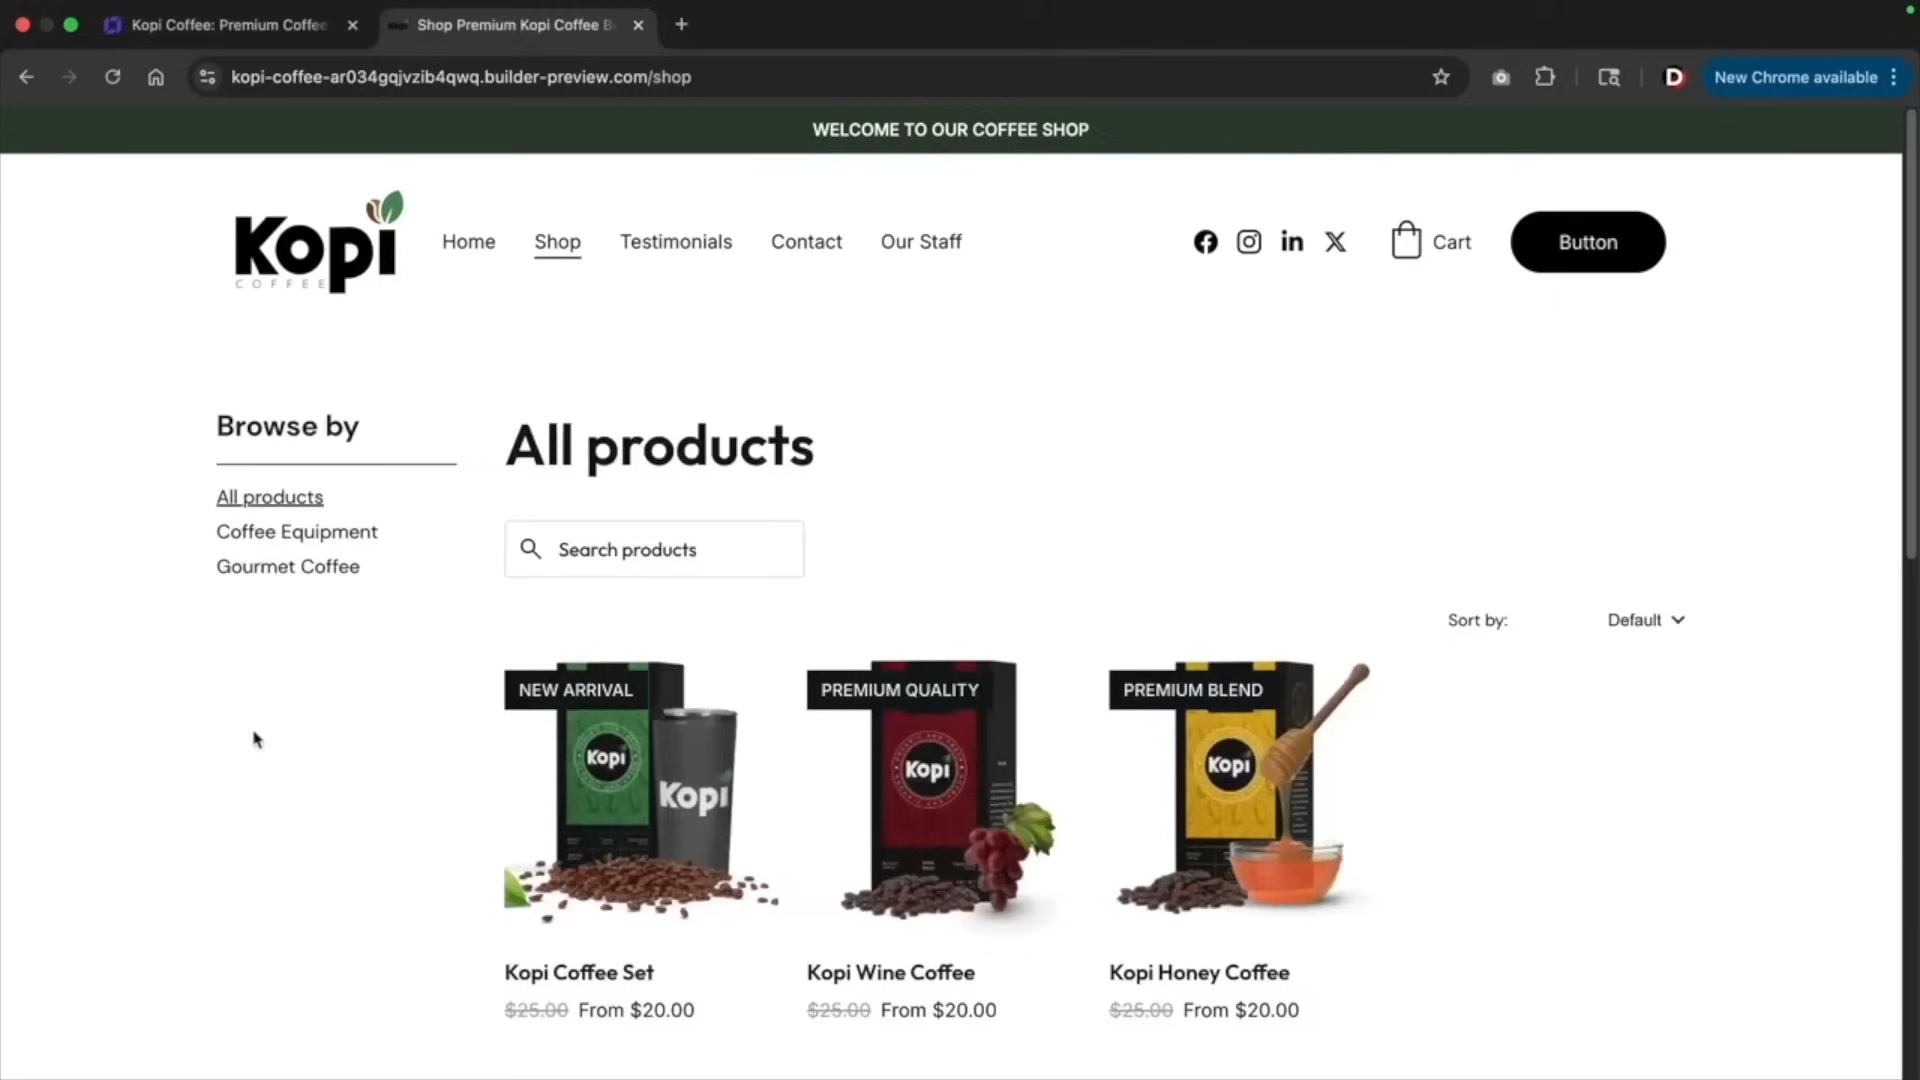 Kopi Coffee: Premium Coffee
Shop Premium Kopi Coffee B
kopi-coffee-ar034gqjvzib4qwq.builder-preview.com/shop
D
New Chrome available
WELCOME TO OUR COFFEE SHOP
Kopi
COFFEE
Home
Shop
Testimonials
Contact
Our Staff
Cart
Button
Browse by
All products
Coffee Equipment
Gourmet Coffee
All products
Search products
Sort by:
Default
NEW ARRIVAL
Kopi
Kopi
Kopi Coffee Set
$25.00 From $20.00
PREMIUM QUALITY
Kopi
Kopi Wine Coffee
$25.00 From $20.00
PREMIUM BLEND
Kopi
Kopi Honey Coffee
$25.00 From $20.00